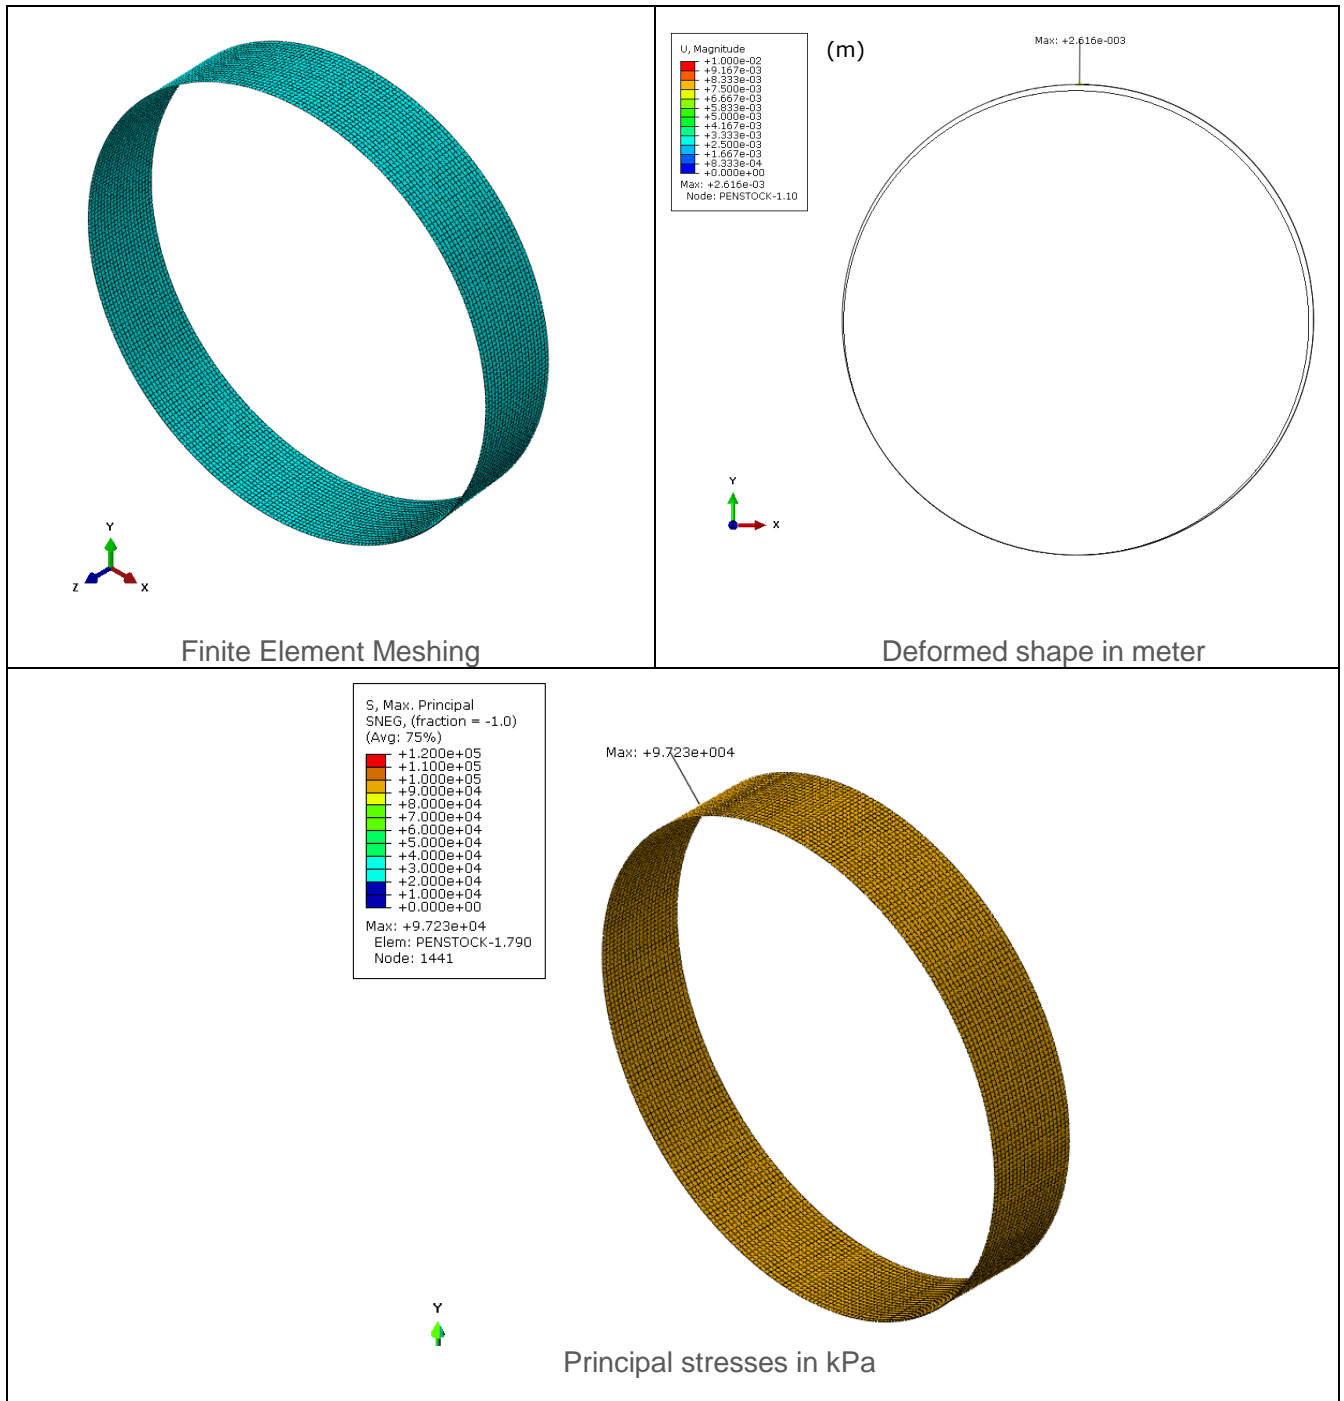 Y
Z
X
Finite Element Meshing
U, Magnitude
+1.000e-02
+9.167e-03
+8.333e-03
+7.500e-03
+6.667e-03
+5.833e-03
+5.000e-03
+4.167e-03
+3.333e-03
+2.500e-03
+1.667e-03
+8.333e-04
+0.000e+00
Max: +2.616e-03
Node: PENSTOCK-1.10
(m)
Max: +2.616e-003
Y
X
Deformed shape in meter
S, Max. Principal
SNEG, (fraction = -1.0)
(Avg: 75%)
+1.200e+05
+1.100e+05
+1.000e+05
+9.000e+04
+8.000e+04
+7.000e+04
+6.000e+04
+5.000e+04
+4.000e+04
+3.000e+04
+2.000e+04
+1.000e+04
+0.000e+00
Max: +9.723e+04
Elem: PENSTOCK-1.790
Node: 1441
Max: +9.723e+004
Y
Principal stresses in kPa